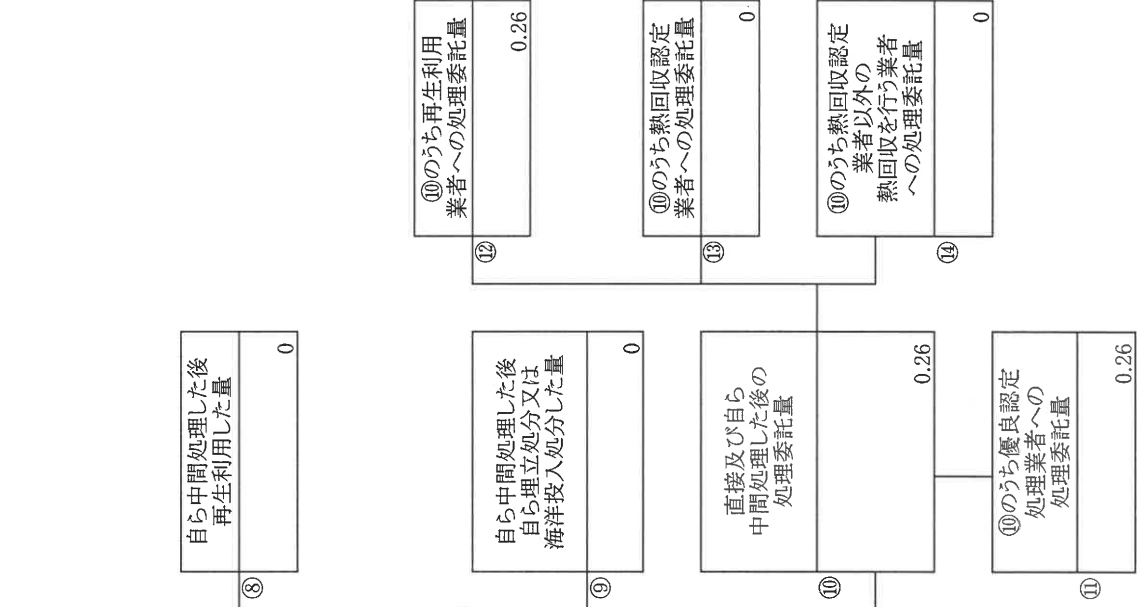 ⑧
自ら中間処理した後
再生利用した量
0
⑨
自ら中間処理した後
自ら埋立処分又は
海洋投入処分した量
0
⑩
直接及び自ら
中間処理した後の
処理委託量
0.26
⑪
⑩のうち優良認定
処理業者への
処理委託量
0.26
⑫
⑩のうち再生利用
業者への処理委託量
0.26
⑬
⑩のうち熱回収認定
業者への処理委託量
0
⑭
⑩のうち熱回収認定
業者以外の
熱回収を行う業者
への処理委託量
0